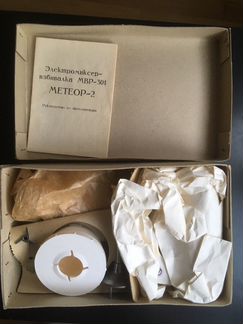 Электромиксер-
взбивалка МВР-301
МЕТЕОР-2
Руководство по эксплуатации